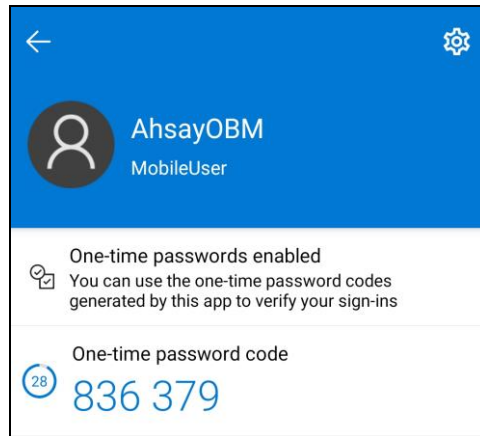 AhsayOBM
MobileUser
One-time passwords enabled
You can use the one-time password codes
generated by this app to verify your sign-ins
One-time password code
28
836 379